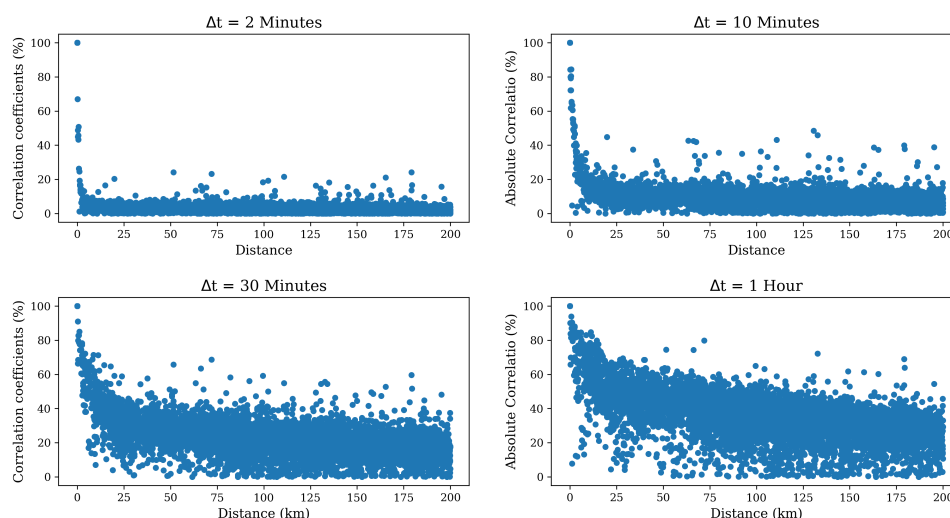 Δt = 2 Minutes
Correlation coefficients (%)
100
80
60
40
20
0
0 25 50 75 100 125 150 175 200
Distance
Δt = 10 Minutes
Absolute Correlatio (%)
100
80
60
40
20
0
0 25 50 75 100 125 150 175 200
Distance
Δt = 30 Minutes
Correlation coefficients (%)
100
80
60
40
20
0
0 25 50 75 100 125 150 175 200
Distance (km)
Δt = 1 Hour
Absolute Correlatio (%)
100
80
60
40
20
0
0 25 50 75 100 125 150 175 200
Distance (km)